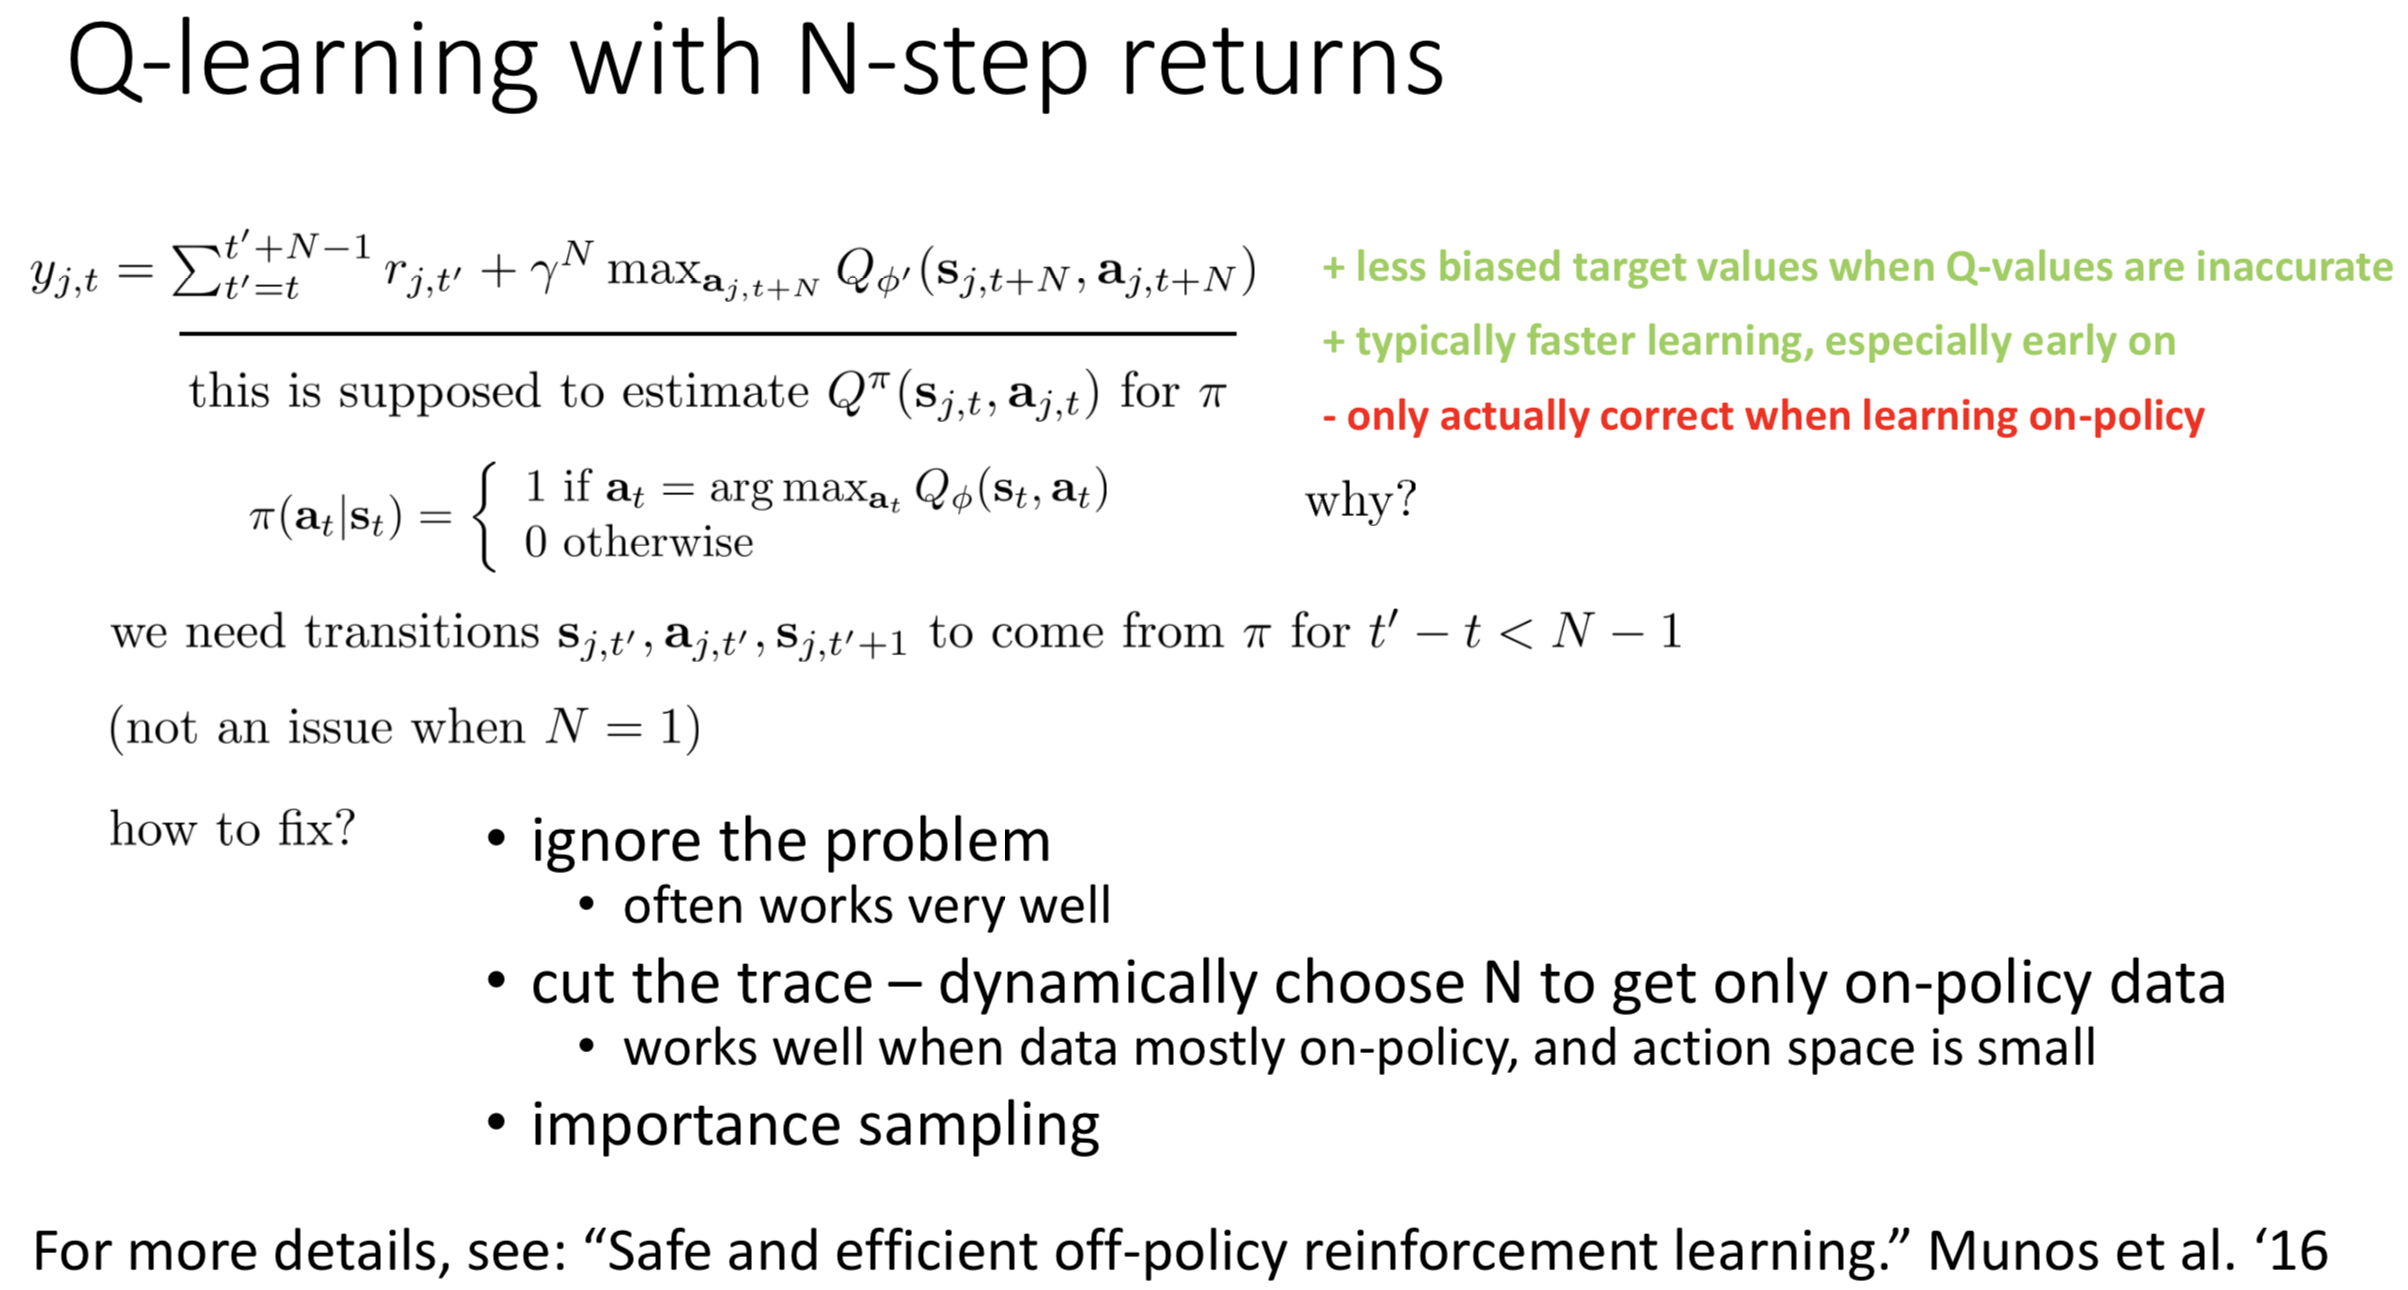 Q-learning with N-step returns
$y_{j,t} = \sum_{t'=t}^{t'+N-1} r_{j,t'} + \gamma^N \max_{\mathbf{a}_{j,t+N}} Q_{\phi'}(\mathbf{s}_{j,t+N}, \mathbf{a}_{j,t+N})$
this is supposed to estimate $Q^\pi(\mathbf{s}_{j,t}, \mathbf{a}_{j,t})$ for $\pi$
$\pi(\mathbf{a}_t|\mathbf{s}_t) = \begin{cases} 1 \text{ if } \mathbf{a}_t = \arg\max_{\mathbf{a}_t} Q_\phi(\mathbf{s}_t, \mathbf{a}_t) \\ 0 \text{ otherwise} \end{cases}$
+ less biased target values when Q-values are inaccurate
+ typically faster learning, especially early on
- only actually correct when learning on-policy
why?
we need transitions $\mathbf{s}_{j,t'}, \mathbf{a}_{j,t'}, \mathbf{s}_{j,t'+1}$ to come from $\pi$ for $t' - t < N - 1$
(not an issue when $N = 1$)
how to fix?
• ignore the problem
• often works very well
• cut the trace – dynamically choose N to get only on-policy data
• works well when data mostly on-policy, and action space is small
• importance sampling
For more details, see: “Safe and efficient off-policy reinforcement learning.” Munos et al. ‘16